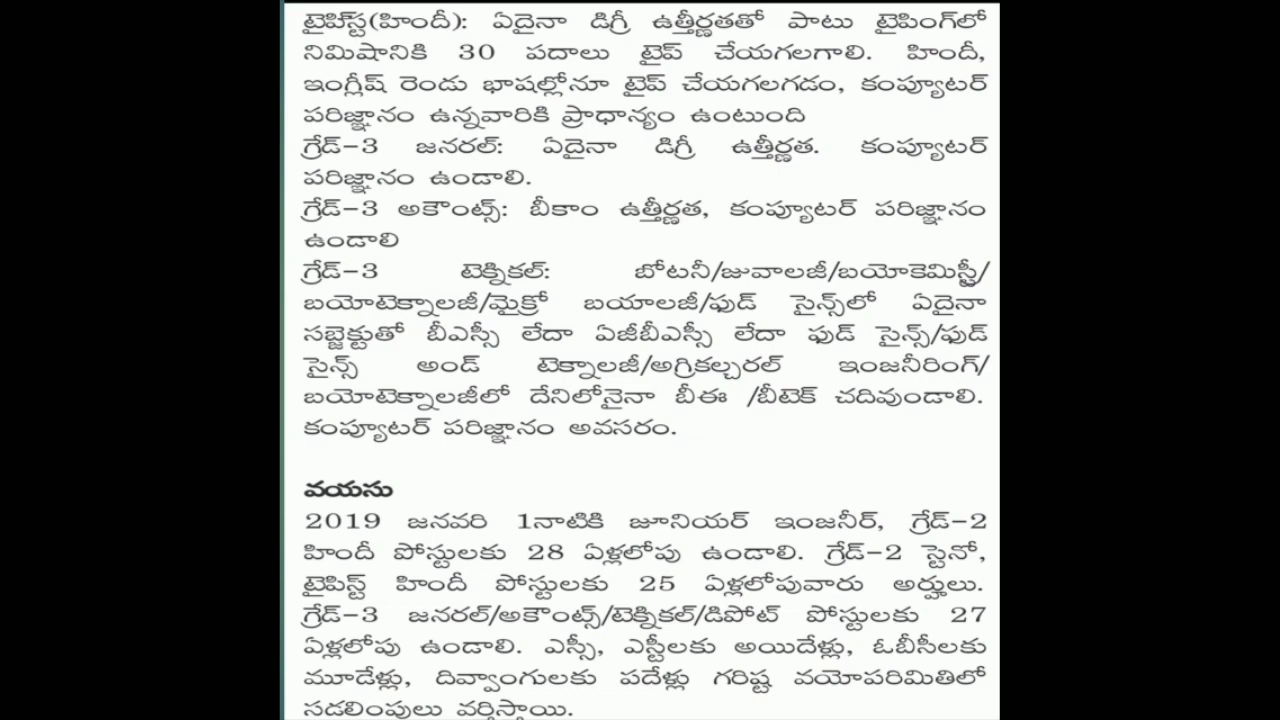 టైపిస్ట్(హిందీ): ఏదైనా డిగ్రీ ఉత్తీర్ణతతో పాటు టైపింగ్‌లో
నిమిషానికి 30 పదాలు టైప్ చేయగలగాలి. హిందీ,
ఇంగ్లీష్ రెండు భాషల్లోనూ టైప్ చేయగలగడం, కంప్యూటర్
పరిజ్ఞానం ఉన్నవారికి ప్రాధాన్యం ఉంటుంది
గ్రేడ్-3 జనరల్: ఏదైనా డిగ్రీ ఉత్తీర్ణత. కంప్యూటర్
పరిజ్ఞానం ఉండాలి.
గ్రేడ్-3 అకౌంట్స్: బీకాం ఉత్తీర్ణత, కంప్యూటర్ పరిజ్ఞానం
ఉండాలి
గ్రేడ్-3 టెక్నికల్: బోటనీ/జువాలజీ/బయోకెమిస్ట్రీ/
బయోటెక్నాలజీ/మైక్రో బయాలజీ/ఫుడ్ సైన్స్‌లో ఏదైనా
సబ్జెక్టుతో బీఎస్సీ లేదా ఏజీబీఎస్సీ లేదా ఫుడ్ సైన్స్/ఫుడ్
సైన్స్ అండ్ టెక్నాలజీ/అగ్రికల్చరల్ ఇంజనీరింగ్/
బయోటెక్నాలజీలో దేనిలోనైనా బీఈ /బీటెక్ చదివుండాలి.
కంప్యూటర్ పరిజ్ఞానం అవసరం.
వయసు
2019 జనవరి 1నాటికి జూనియర్ ఇంజనీర్, గ్రేడ్-2
హిందీ పోస్టులకు 28 ఏళ్లలోపు ఉండాలి. గ్రేడ్-2 స్టెనో,
టైపిస్ట్ హిందీ పోస్టులకు 25 ఏళ్లలోపువారు అర్హులు.
గ్రేడ్-3 జనరల్/అకౌంట్స్/టెక్నికల్/డిపోట్ పోస్టులకు 27
ఏళ్లలోపు ఉండాలి. ఎస్సీ, ఎస్టీలకు అయిదేళ్లు, ఓబీసీలకు
మూడేళ్లు, దివ్వాంగులకు పదేళ్లు గరిష్ట వయోపరిమితిలో
సడలింపులు వర్తిస్తాయి.